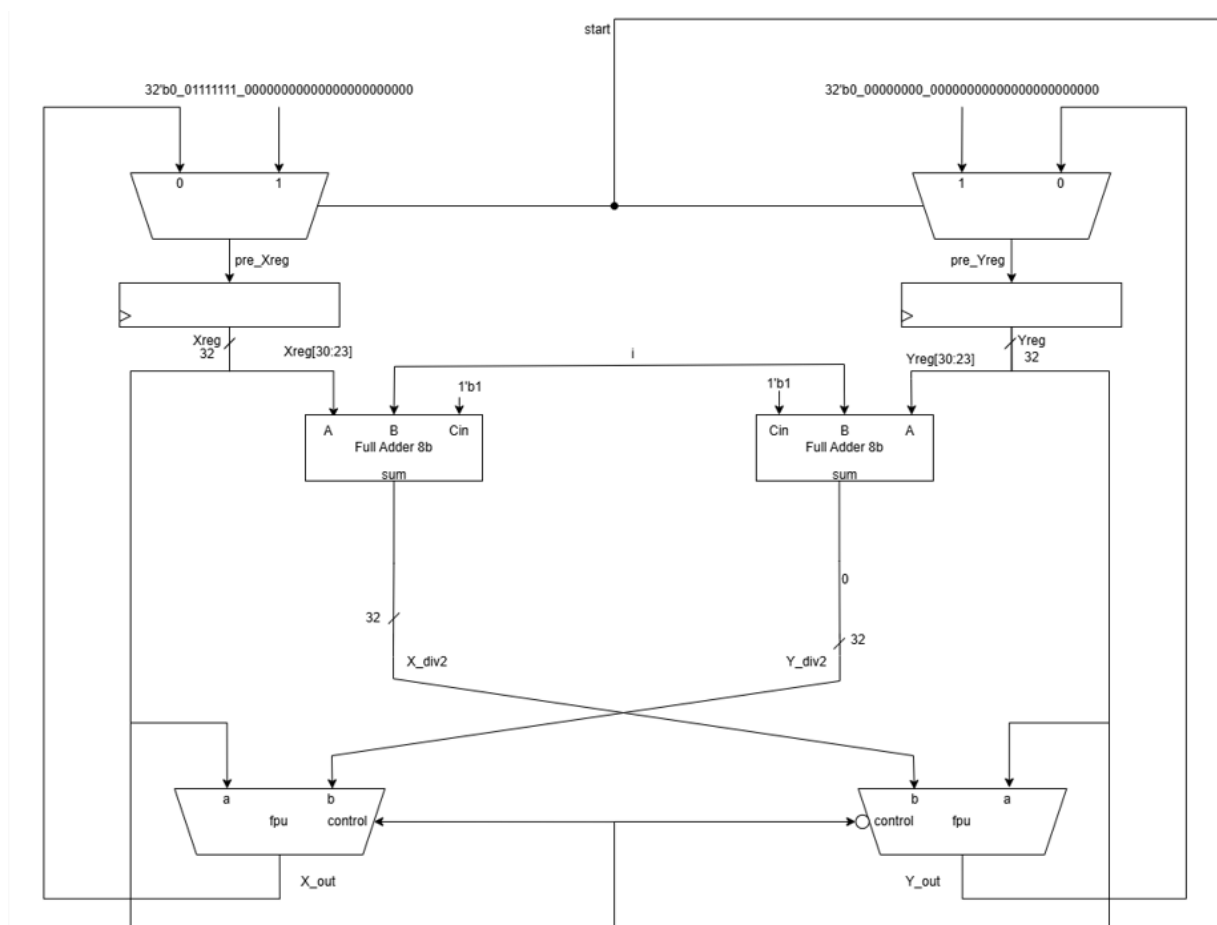 start
32'b0_01111111_00000000000000000000000
32'b0_00000000_00000000000000000000000
0
1
1
0
pre_Xreg
pre_Yreg
Xreg
32
Xreg[30:23]
i
Yreg[30:23]
Yreg
32
1'b1
1'b1
A
B
Cin
Full Adder 8b
sum
Cin
B
A
Full Adder 8b
sum
0
32
32
X_div2
Y_div2
a
b
fpu
control
b
a
control
fpu
X_out
Y_out